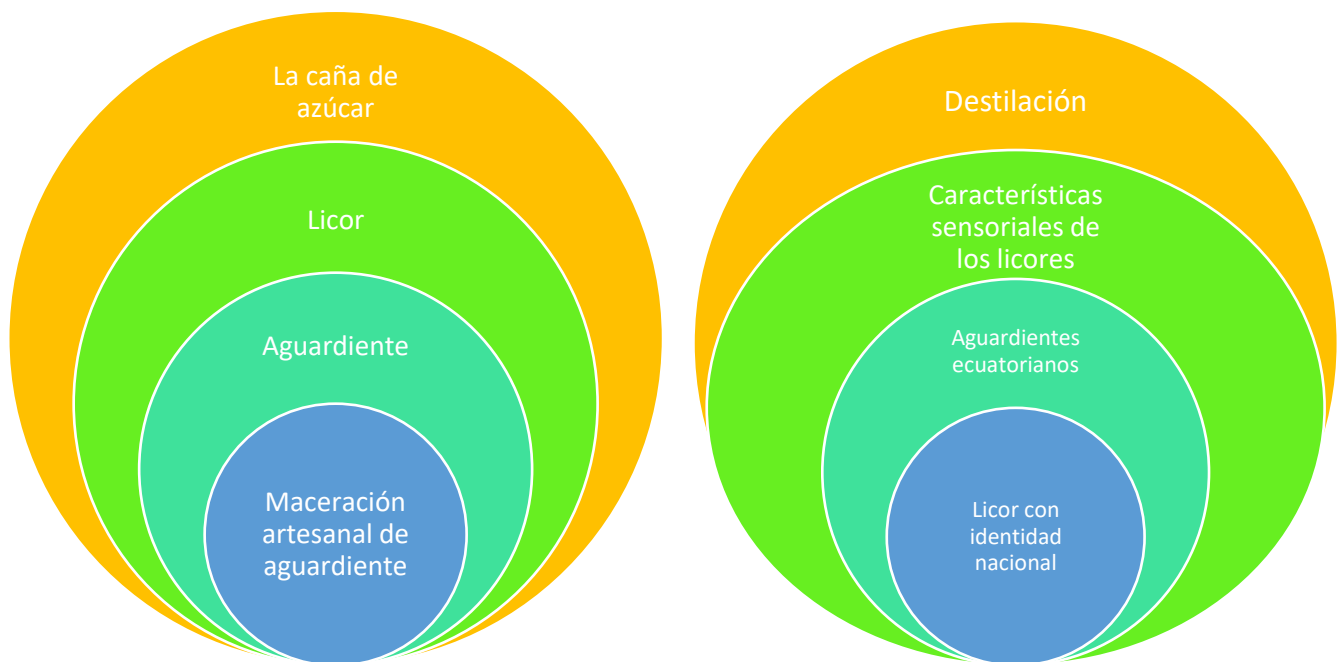 La caña de
azúcar
Licor
Aguardiente
Maceración
artesanal de
aguardiente
Destilación
Características
sensoriales de
los licores
Aguardientes
ecuatorianos
Licor con
identidad
nacional